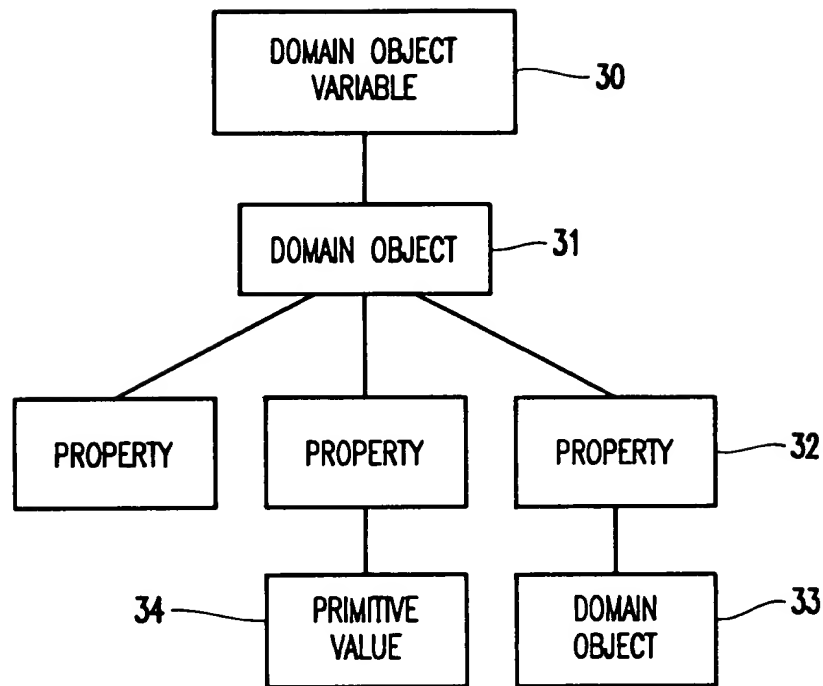 DOMAIN OBJECT
VARIABLE
30
DOMAIN OBJECT
31
PROPERTY
PROPERTY
PROPERTY
32
34
PRIMITIVE
VALUE
DOMAIN
OBJECT
33